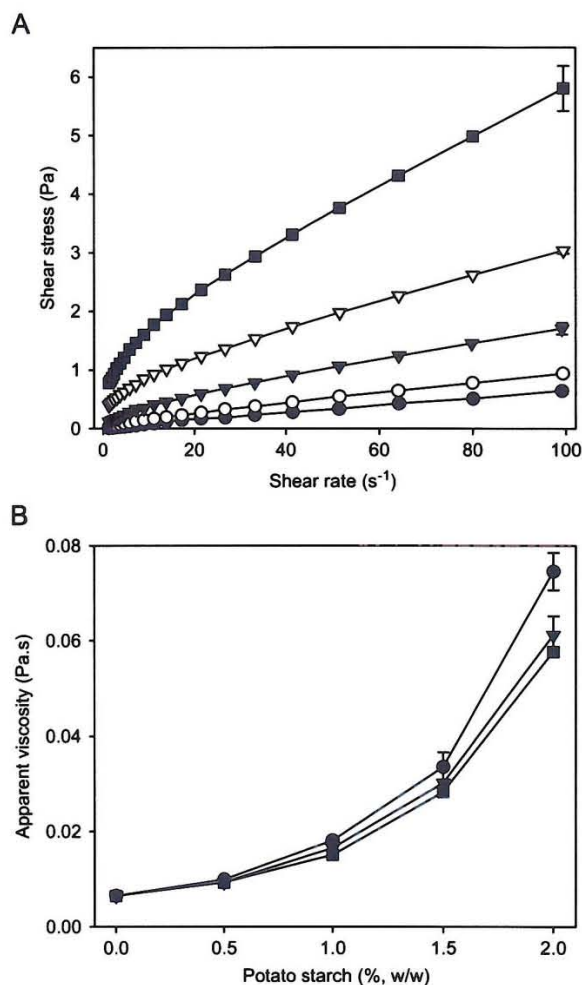 A
6
5
4
3
2
1
0
Shear stress (Pa)
0 20 40 60 80 100
Shear rate (s⁻¹)
B
0.08
0.06
0.04
0.02
0.00
Apparent viscosity (Pa.s)
0.0 0.5 1.0 1.5 2.0
Potato starch (%, w/w)